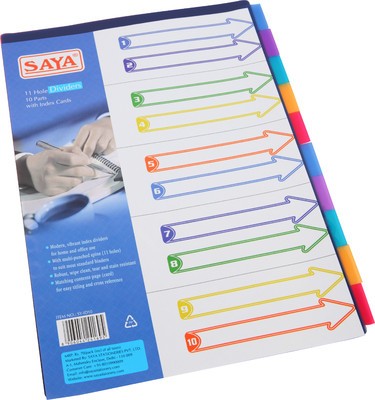 SAYA
11 Hole Dividers
10 Parts
with Index Cards
1
2
3
4
5
6
7
8
9
10
• Modern, vibrant index dividers
for home and office use
• With multi-punched spine (11 holes)
to suit most standard binders
• Robust, wipe clean, tear and stain resistant
• Matching contents page (card)
for easy titling and cross reference